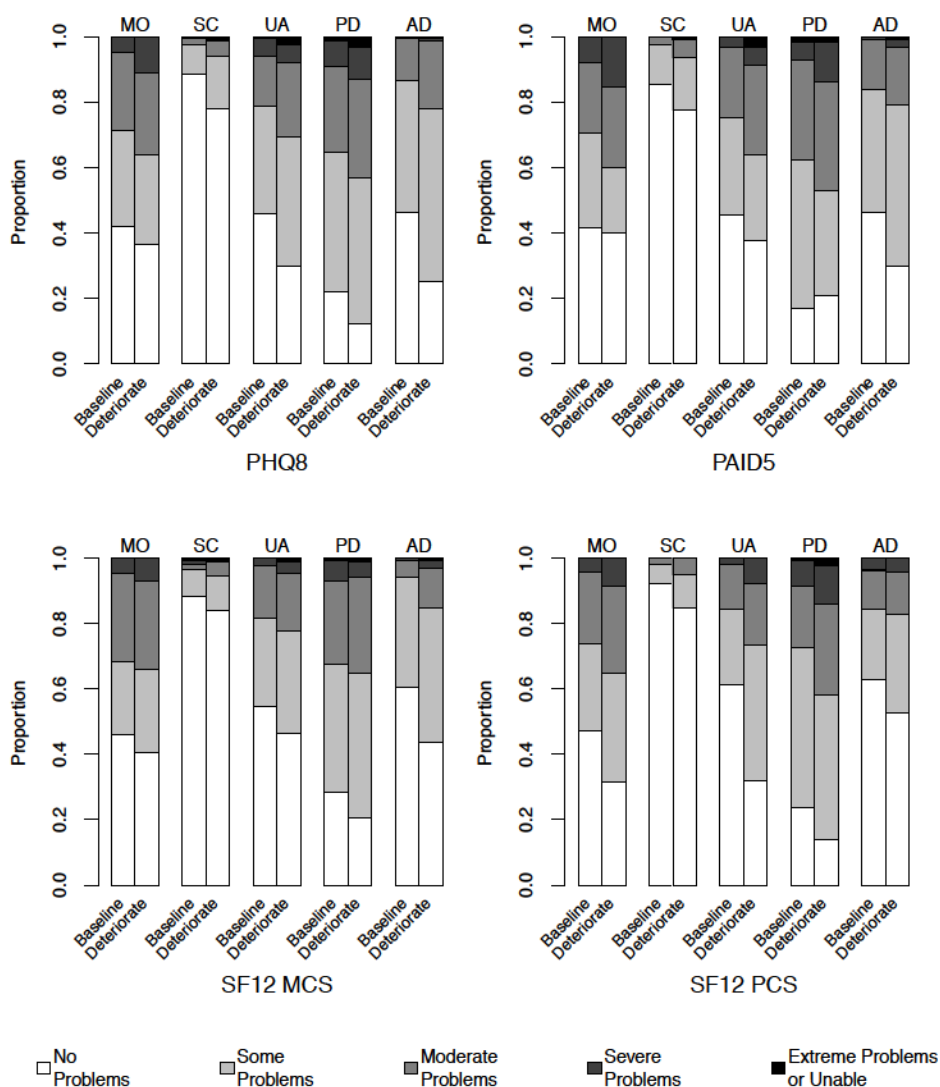 MO SC UA PD AD
Proportion
0.0 0.2 0.4 0.6 0.8 1.0
Baseline Deteriorate Baseline Deteriorate Baseline Deteriorate Baseline Deteriorate Baseline Deteriorate
PHQ8
MO SC UA PD AD
Proportion
0.0 0.2 0.4 0.6 0.8 1.0
Baseline Deteriorate Baseline Deteriorate Baseline Deteriorate Baseline Deteriorate Baseline Deteriorate
PAID5
MO SC UA PD AD
Proportion
0.0 0.2 0.4 0.6 0.8 1.0
Baseline Deteriorate Baseline Deteriorate Baseline Deteriorate Baseline Deteriorate Baseline Deteriorate
SF12 MCS
MO SC UA PD AD
Proportion
0.0 0.2 0.4 0.6 0.8 1.0
Baseline Deteriorate Baseline Deteriorate Baseline Deteriorate Baseline Deteriorate Baseline Deteriorate
SF12 PCS
No
Problems
Some
Problems
Moderate
Problems
Severe
Problems
Extreme Problems
or Unable